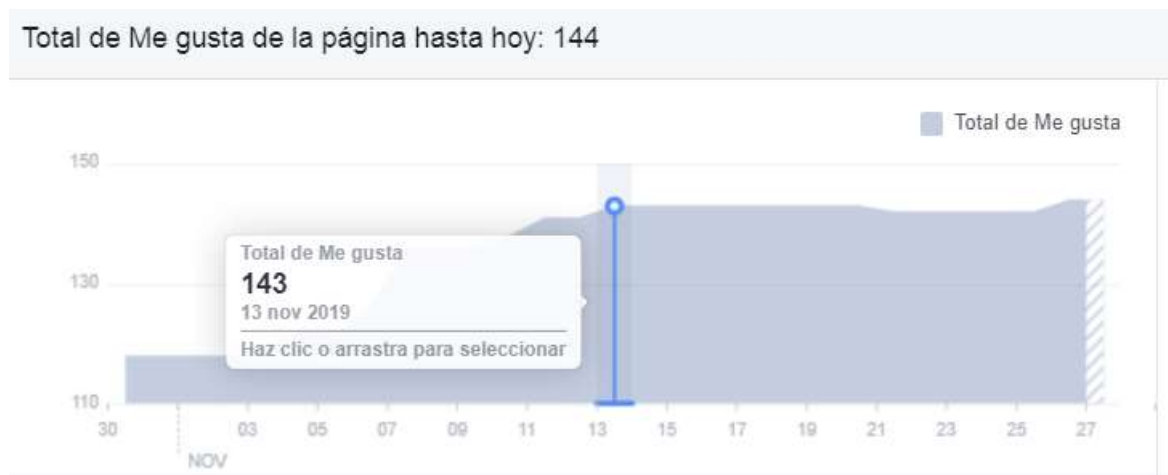 Total de Me gusta de la página hasta hoy: 144
Total de Me gusta
150
130
110
Total de Me gusta
143
13 nov 2019
Haz clic o arrastra para seleccionar
30 03 05 07 09 11 13 15 17 19 21 23 25 27
NOV